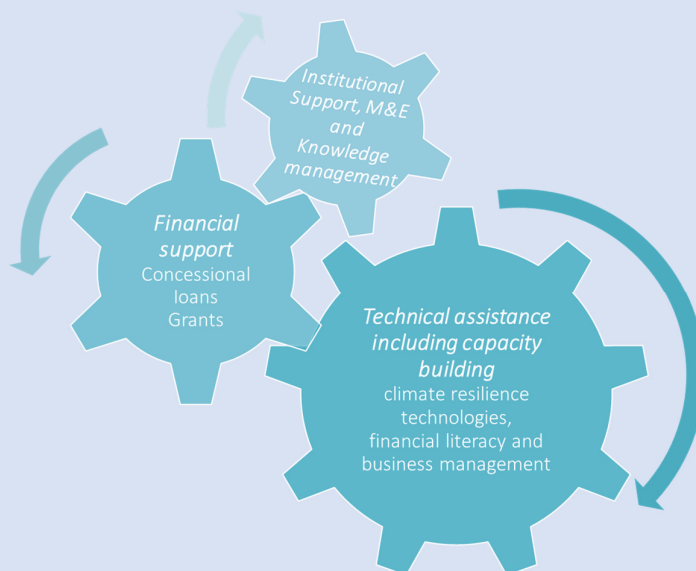 Institutional
Support, M&E
and
Knowledge
management
Financial
support
Concessional
loans
Grants
Technical assistance
including capacity
building
climate resilience
technologies,
financial literacy and
business management